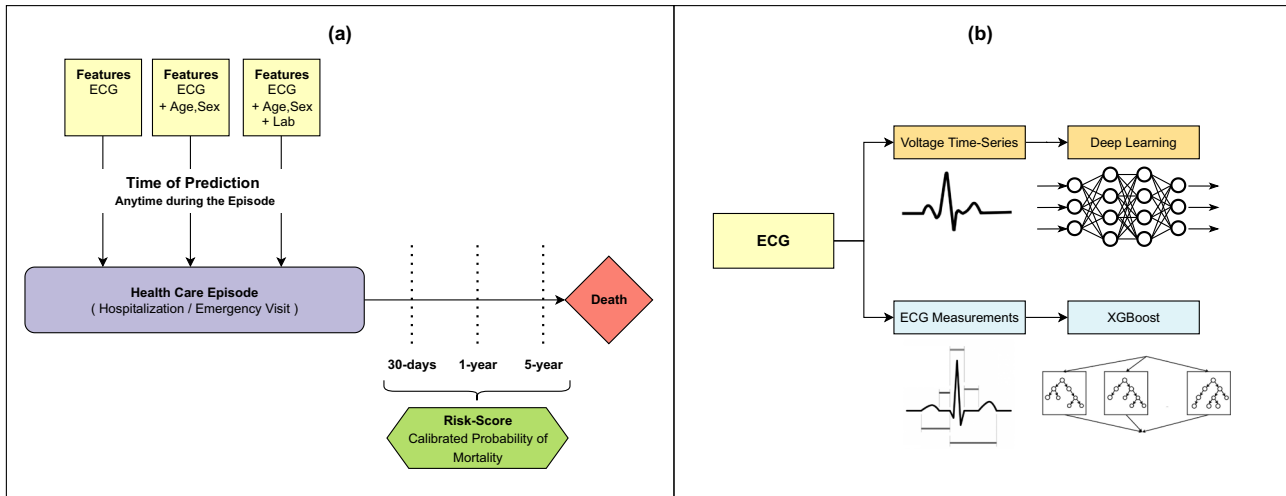 (a)
Features
ECG
Features
ECG
+ Age,Sex
Features
ECG
+ Age,Sex
+ Lab
Time of Prediction
Anytime during the Episode
Health Care Episode
( Hospitalization / Emergency Visit )
Death
30-days
1-year
5-year
Risk-Score
Calibrated Probability of
Mortality
(b)
ECG
Voltage Time-Series
Deep Learning
ECG Measurements
XGBoost